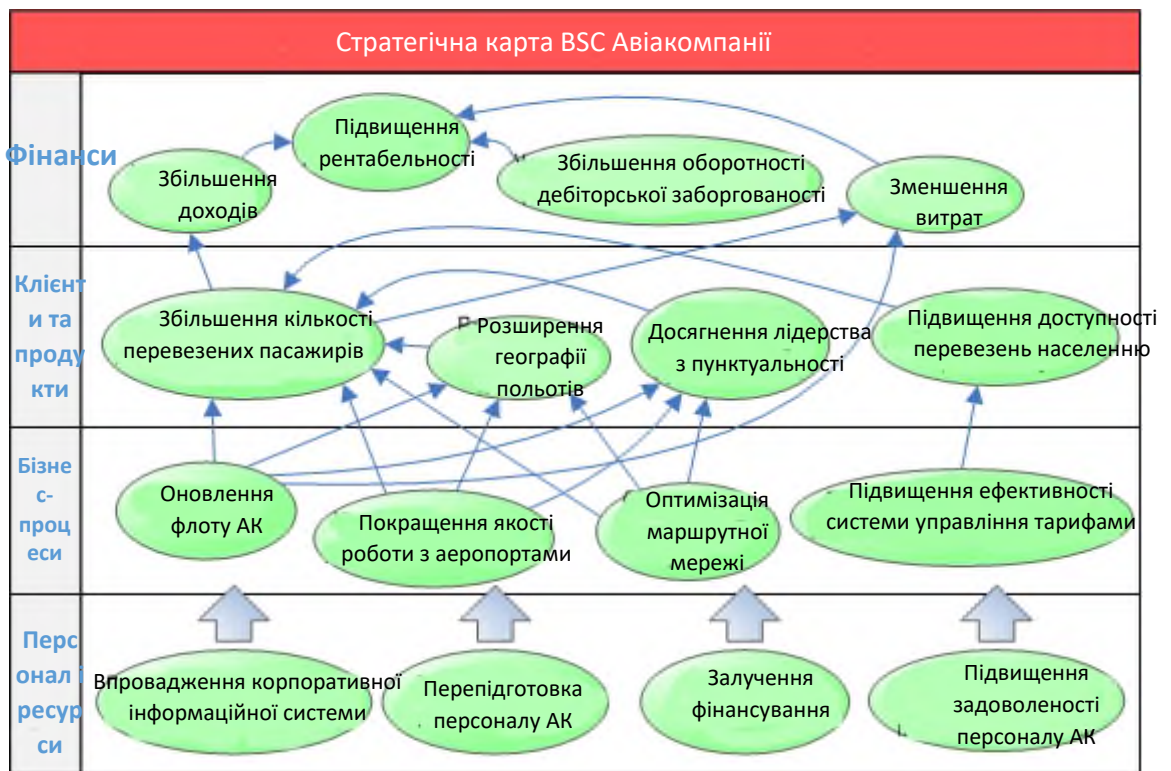 Стратегічна карта BSC Авіакомпанії
Фінанси
Підвищення
рентабельності
Збільшення
доходів
Збільшення оборотності
дебіторської заборгованості
Зменшення
витрат
Клієнт
и та
проду
кти
Збільшення кількості
перевезених пасажирів
Розширення
географії
польотів
Досягнення лідерства
з пунктуальності
Підвищення доступності
перевезень населенню
Бізне
с-
проц
еси
Оновлення
флоту АК
Покращення якості
роботи з аеропортами
Оптимізація
маршрутної
мережі
Підвищення ефективності
системи управління тарифами
Перс
онал і
ресур
си
Впровадження корпоративної
інформаційної системи
Перепідготовка
персоналу АК
Залучення
фінансування
Підвищення
задоволеності
персоналу АК